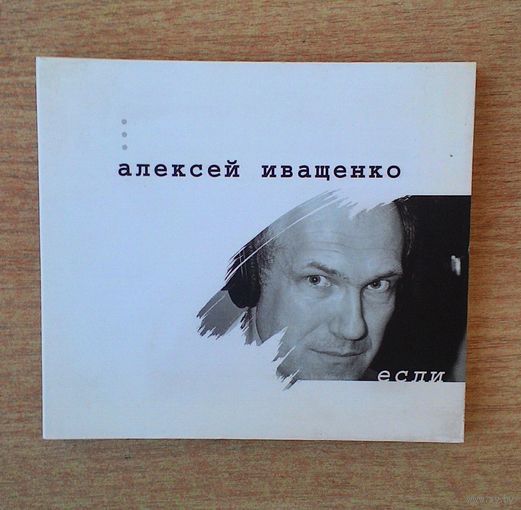 алексей иващенко
если